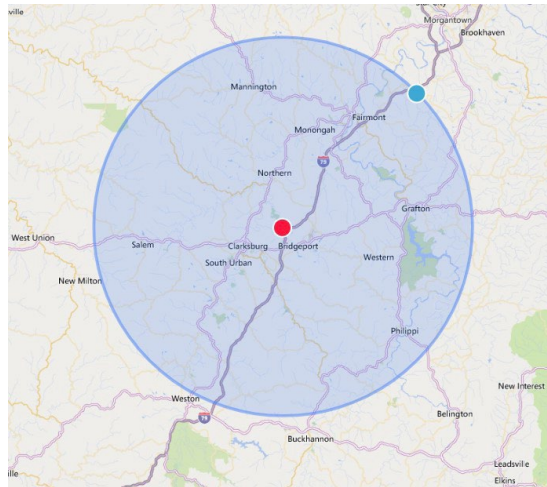 Morgantown
Brookhaven
Mannington
Fairmont
Monongah
79
Northern
Grafton
West Union
Salem
Clarksburg
Bridgeport
South Urban
Western
New Milton
Philippi
New Interest
Weston
79
Belington
Buckhannon
ille
Leadsville
Elkins